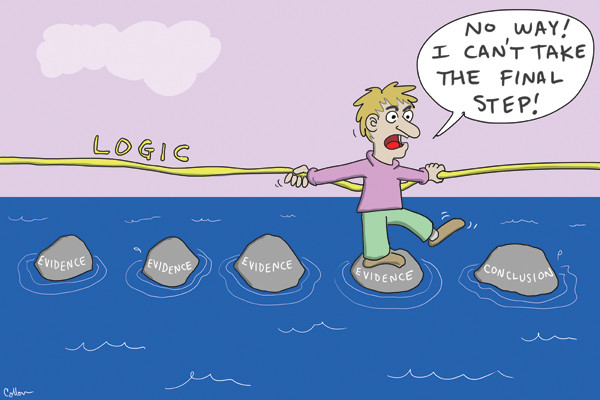 NO WAY!
I CAN'T TAKE
THE FINAL
STEP!
LOGIC
EVIDENCE
EVIDENCE
EVIDENCE
EVIDENCE
CONCLUSION